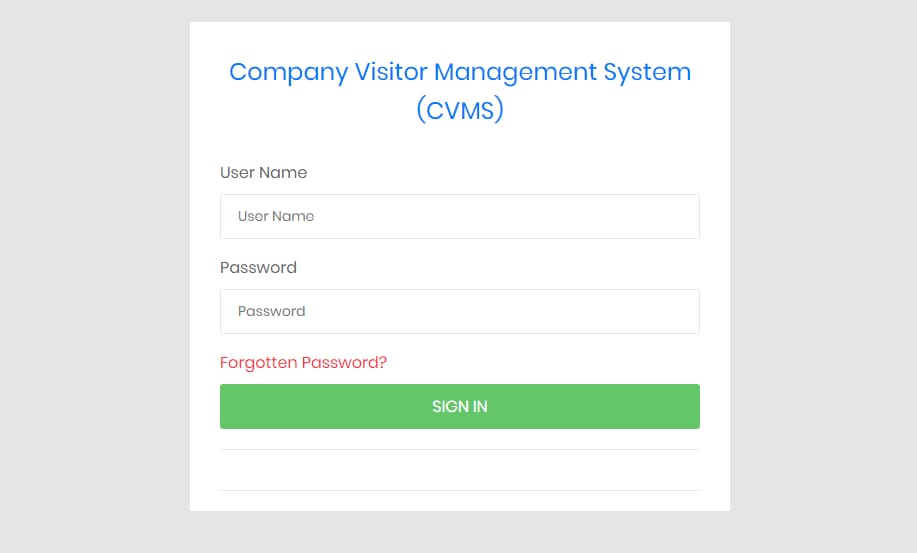 Company Visitor Management System
(CVMS)
User Name
User Name
Password
Password
Forgotten Password?
SIGN IN